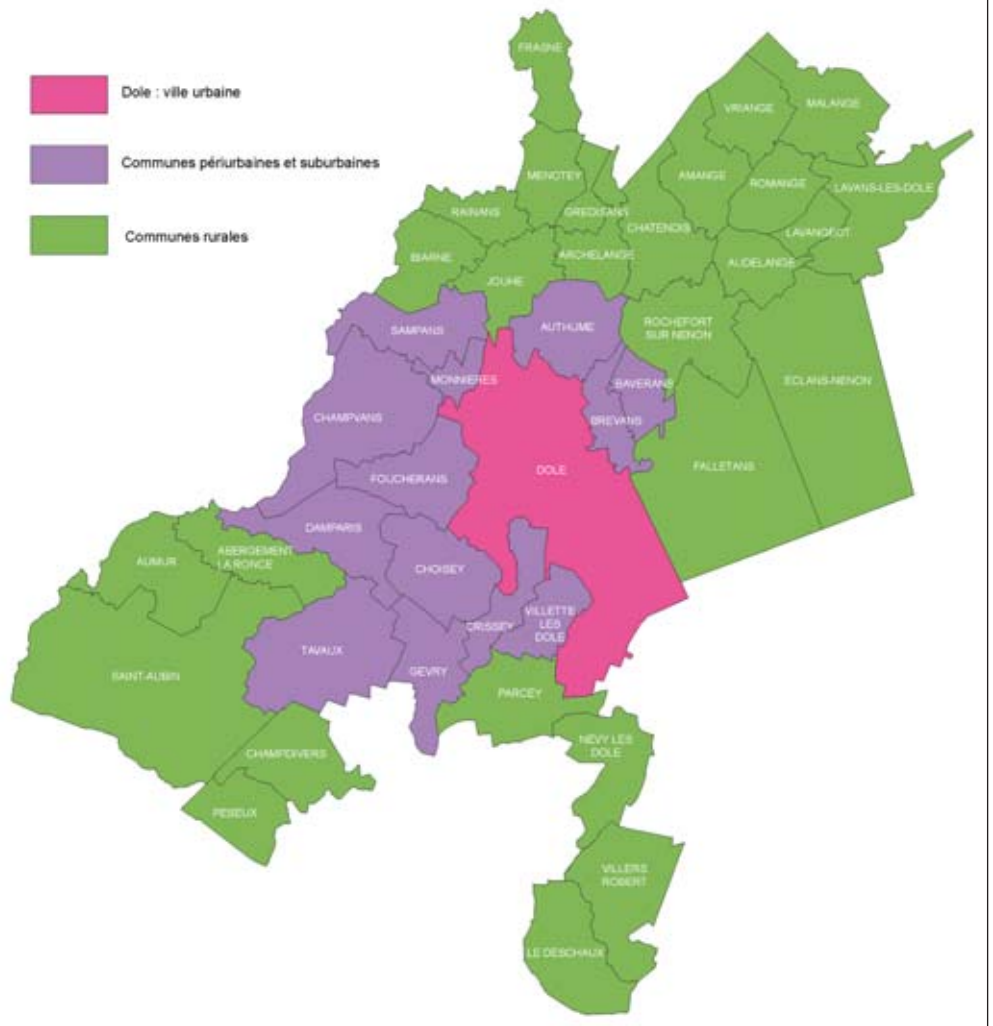 Dole : ville urbaine
Communes périurbaines et suburbaines
Communes rurales
FRASNE
VRIANGE
MALANGE
MENOTEY
AMANGE
ROMANGE
LAVANS-LES-DOLE
RAINANS
GREDISANS
CHATENOIS
LAVANGEOT
BIARNE
ARCHELANGE
AUDELANGE
JOUHE
SAMPANS
AUTHUME
ROCHEFORT
SUR NENON
MONNIERES
BAVERANS
ECLANS-NENON
CHAMPVANS
BREVANS
FOUCHERANS
DOLE
FALLETANS
DAMPARIS
ABERGEMENT
LA RONCE
AUMUR
CHOISEY
VILLETTE
LES
DOLE
CRISSEY
TAVAUX
GEVRY
SAINT-AUBIN
PARCEY
CHAMPDIVERS
NEVY LES
DOLE
PESEUX
VILLERS
ROBERT
LE DESCHAUX